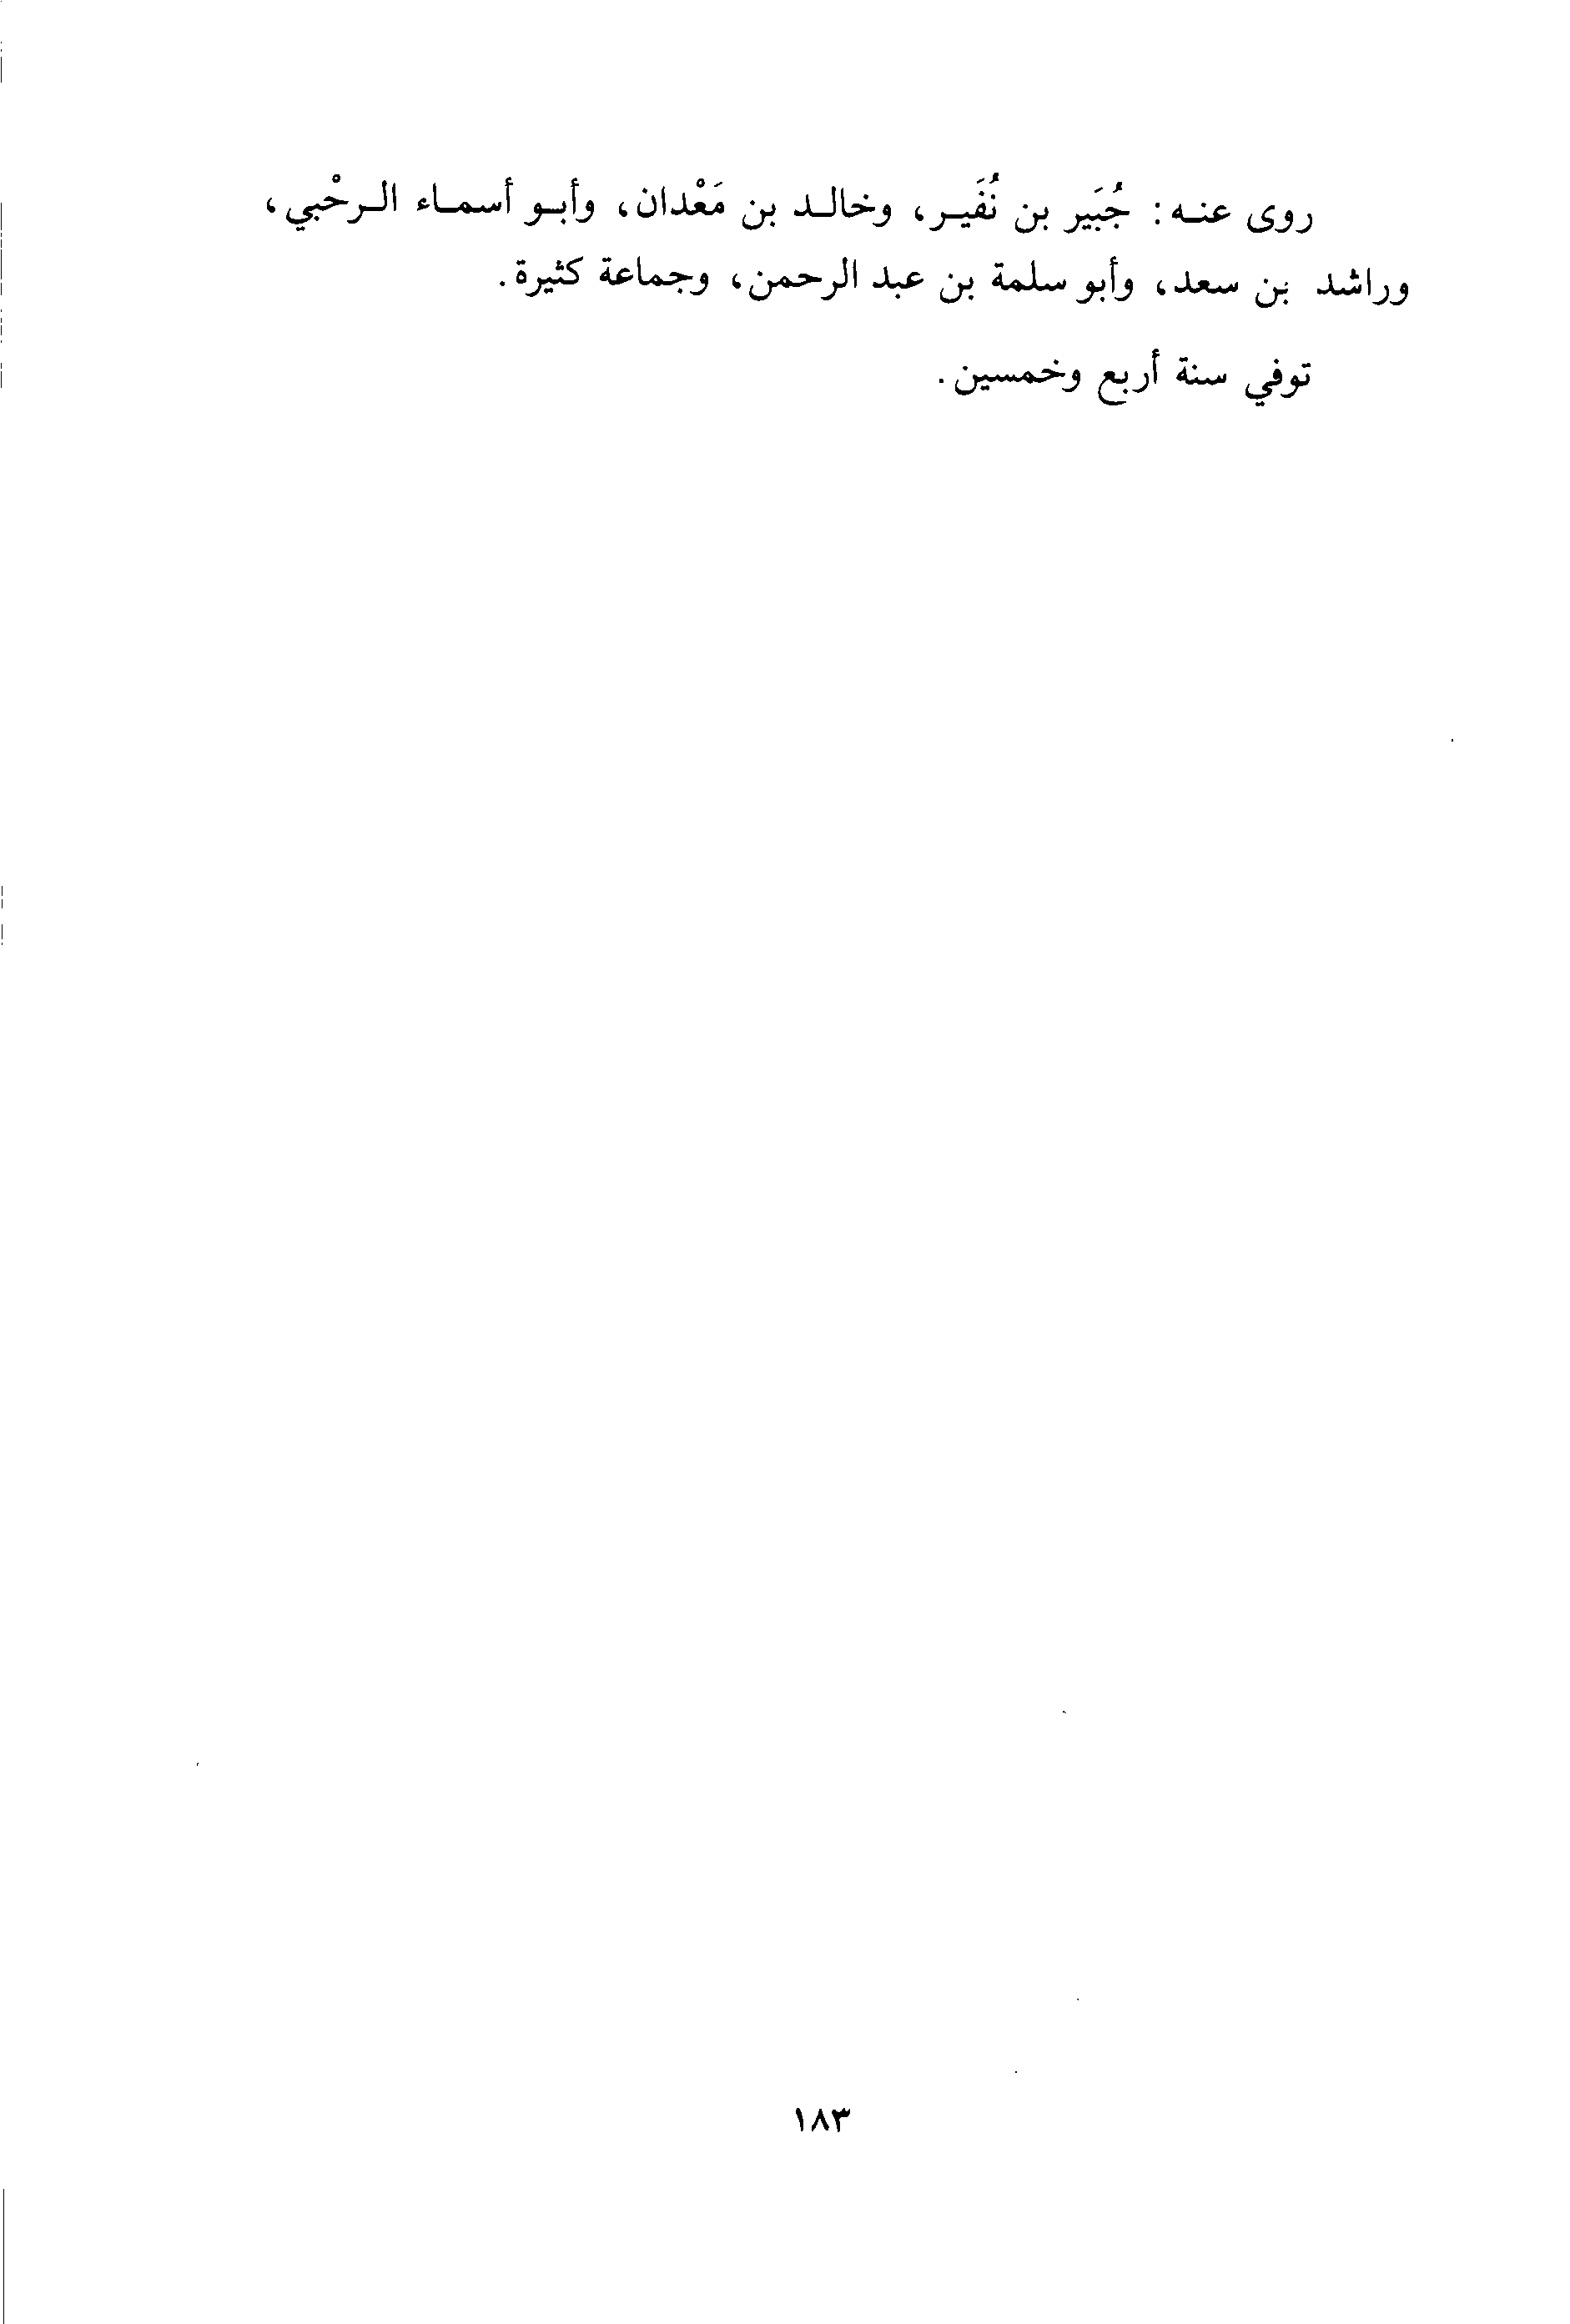 روى عنه: جُبَير بن نُفَير، وخالد بن مَعْدان، وأبو أسماء الرحْبي،
وراشد بن سعد، وأبو سلمة بن عبد الرحمن، وجماعة كثيرة.
توفي سنة أربع وخمسين.
١٨٣